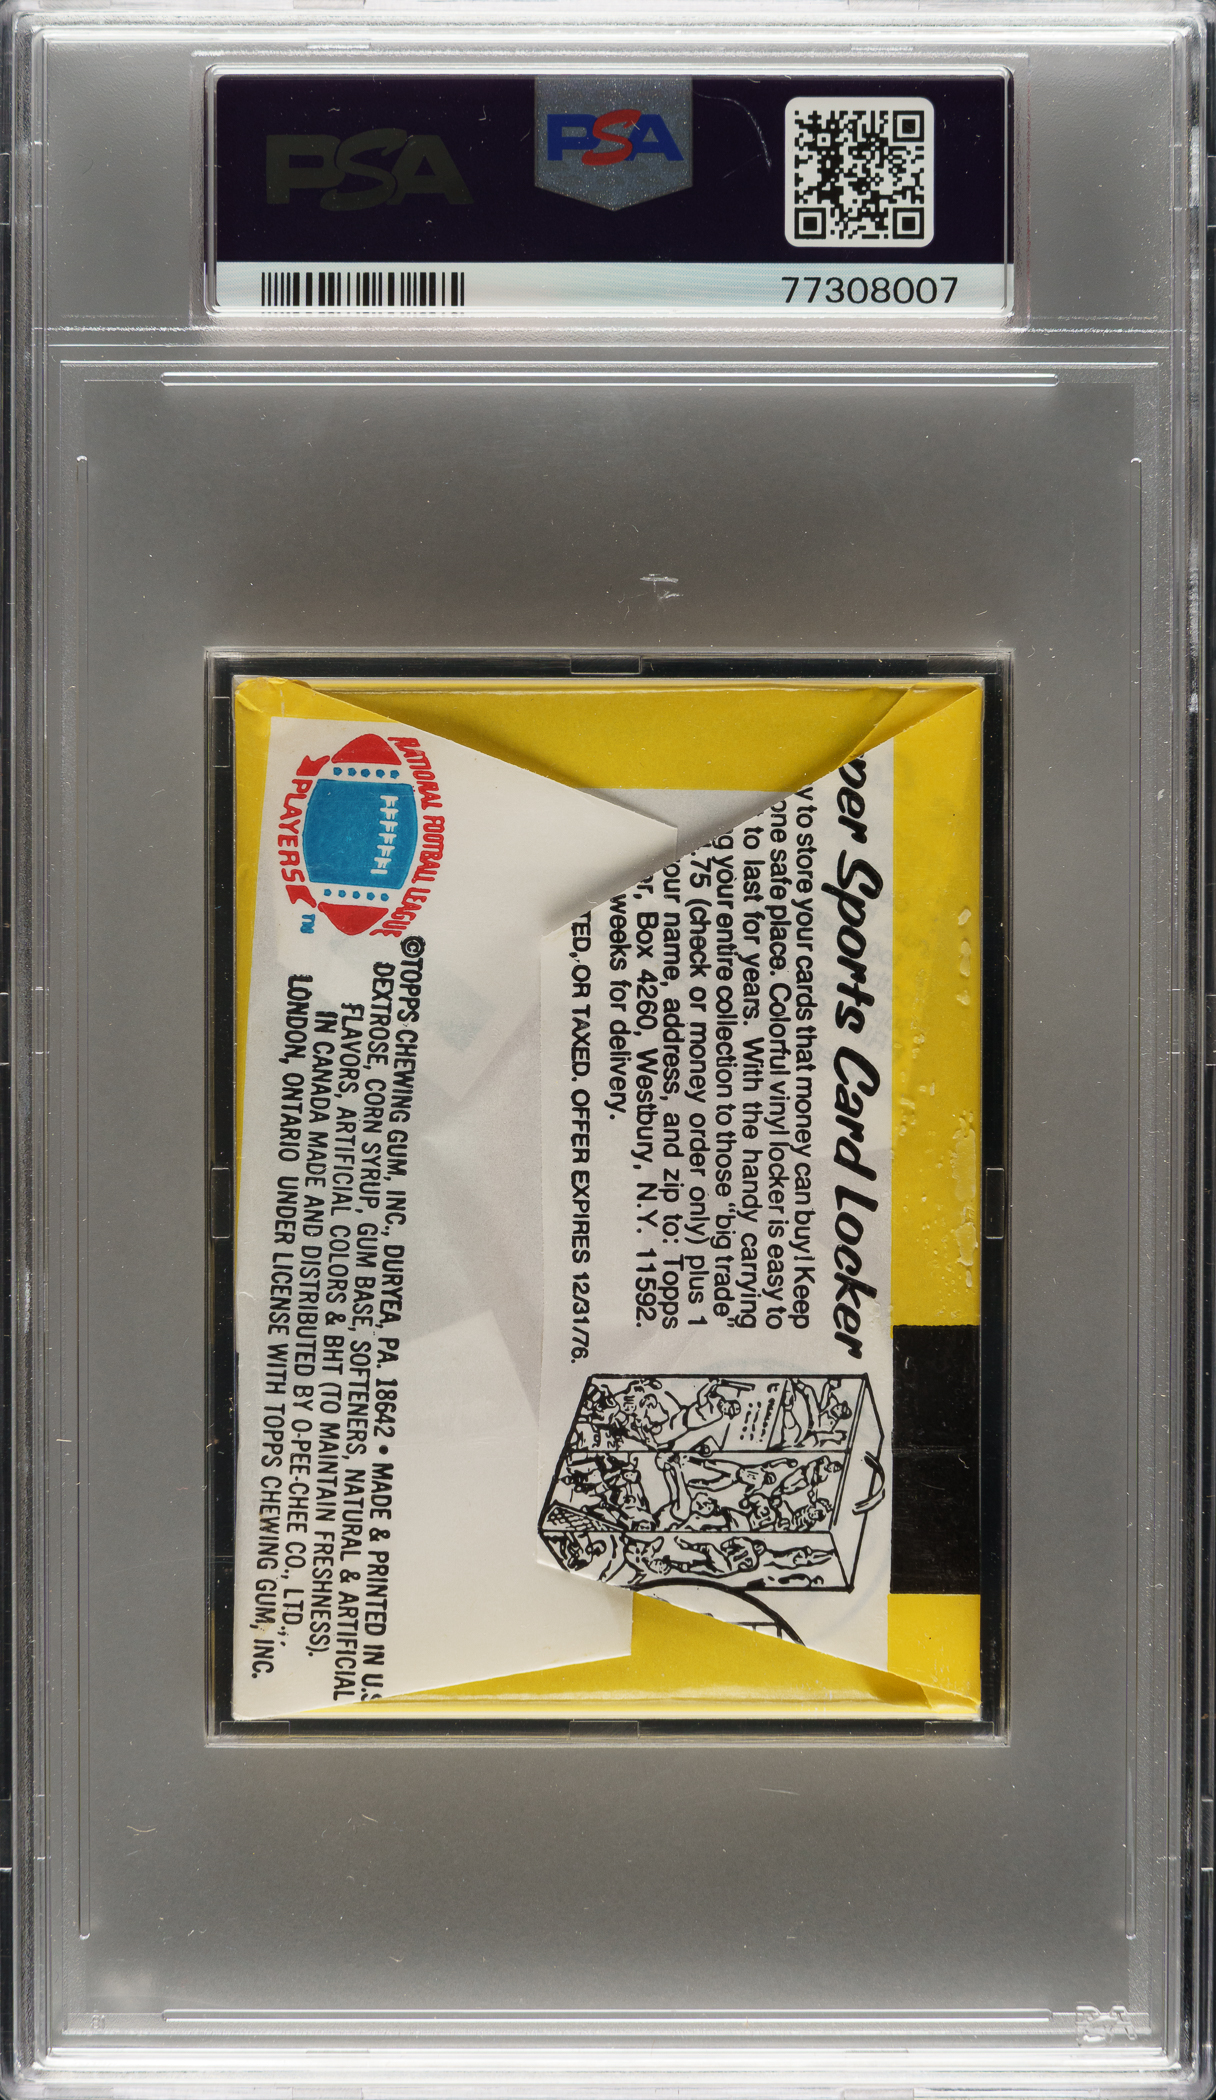 PSA
PSA
77308007
per Sports Card Locker
y to store your cards that money can buy! Keep
one safe place. Colorful vinyl locker is easy to
to last for years. With the handy carrying
g your entire collection to those "big trade"
.75 (check or money order only) plus 1
our name, address, and zip to: Topps
r, Box 4260, Westbury, N.Y. 11592.
weeks for delivery.
TED, OR TAXED. OFFER EXPIRES 12/31/76.
NATIONAL FOOTBALL LEAGUE
PLAYERS TM
©TOPPS CHEWING GUM, INC., DURYEA, PA. 18642 • MADE & PRINTED IN U.S
DEXTROSE, CORN SYRUP, GUM BASE, SOFTENERS, NATURAL & ARTIFICIAL
FLAVORS, ARTIFICIAL COLORS & BHT (TO MAINTAIN FRESHNESS).
IN CANADA MADE AND DISTRIBUTED BY O-PEE-CHEE CO., LTD.,
LONDON, ONTARIO UNDER LICENSE WITH TOPPS CHEWING GUM, INC.
PSA